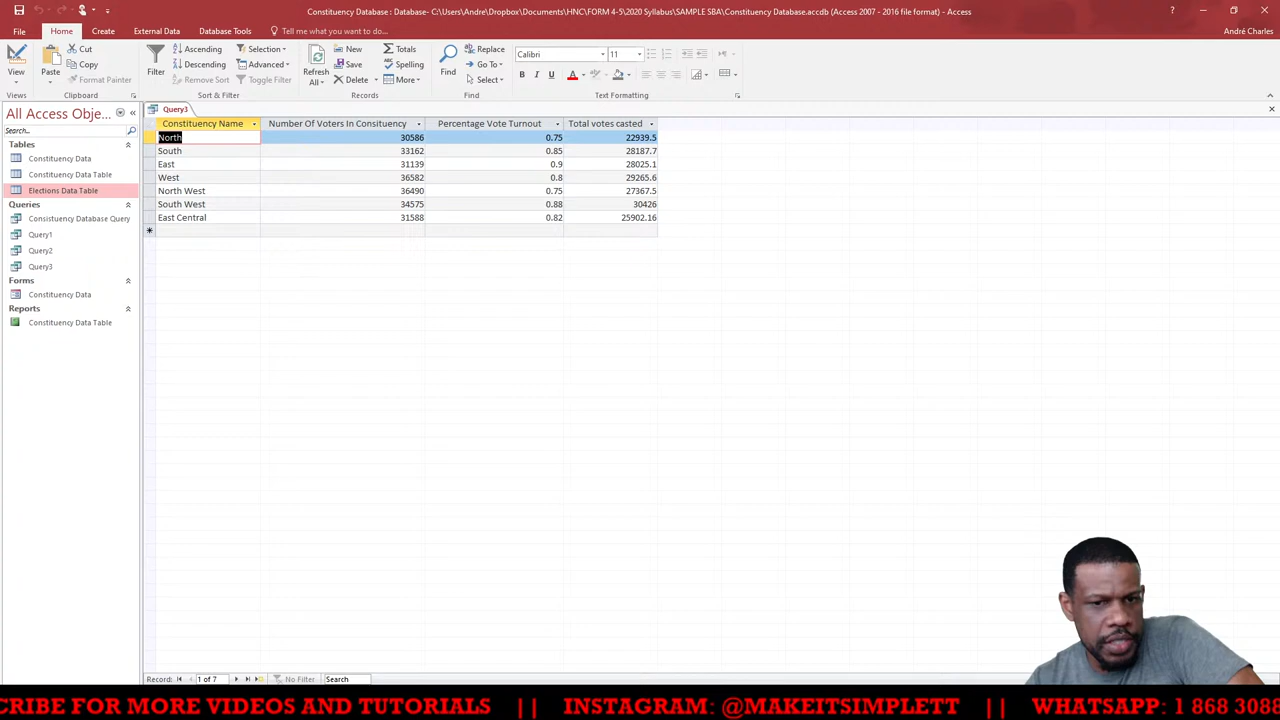 Constituency Database : Database- C:\Users\Andre\Dropbox\Documents\HNC\FORM 4-5\2020 Syllabus\SAMPLE SBA\Constituency Database.accdb (Access 2007 - 2016 file format) - Access
File Home Create External Data Database Tools Tell me what you want to do... André Charles
View Paste Cut Copy Format Painter Filter Ascending Descending Remove Sort Selection Advanced Toggle Filter Refresh All New Save Delete Totals Spelling More Find Replace Go To Select Calibri 11 B I U A
Views Clipboard Sort & Filter Records Find Text Formatting
All Access Obje...
Search..
Tables
Constituency Data
Constituency Data Table
Elections Data Table
Queries
Consistuency Database Query
Query1
Query2
Query3
Forms
Constituency Data
Reports
Constituency Data Table
Query3
Constituency Name Number Of Voters In Consituency Percentage Vote Turnout Total votes casted
North 30586 0.75 22939.5
South 33162 0.85 28187.7
East 31139 0.9 28025.1
West 36582 0.8 29265.6
North West 36490 0.75 27367.5
South West 34575 0.88 30426
East Central 31588 0.82 25902.16
Record: 1 of 7 No Filter Search
CRIBE FOR MORE VIDEOS AND TUTORIALS || INSTAGRAM: @MAKEITSIMPLETT || WHATSAPP: 1 868 3088